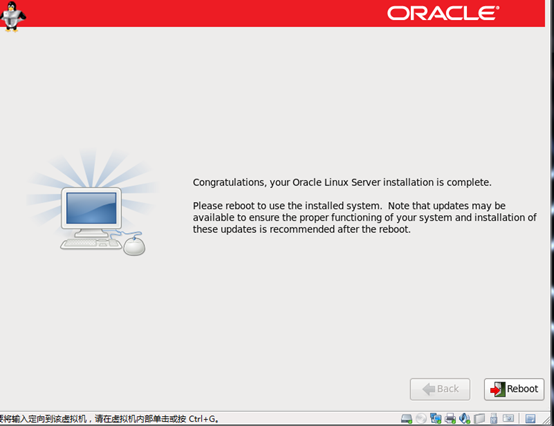 ORACLE®
Congratulations, your Oracle Linux Server installation is complete.
Please reboot to use the installed system.  Note that updates may be
available to ensure the proper functioning of your system and installation of
these updates is recommended after the reboot.
Back
Reboot
要将输入定向到该虚拟机，请在虚拟机内部单击或按 Ctrl+G。